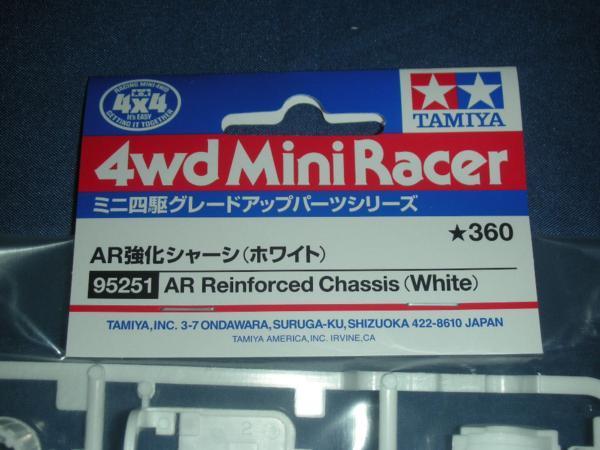 RACING MINI 4WD
4x4
It's EASY
GETTING IT TOGETHER
TAMIYA
4wd Mini Racer
ミニ四駆グレードアップパーツシリーズ
★360
AR強化シャーシ(ホワイト)
95251 AR Reinforced Chassis (White)
TAMIYA, INC. 3-7 ONDAWARA, SURUGA-KU, SHIZUOKA 422-8610 JAPAN
TAMIYA AMERICA, INC. IRVINE, CA